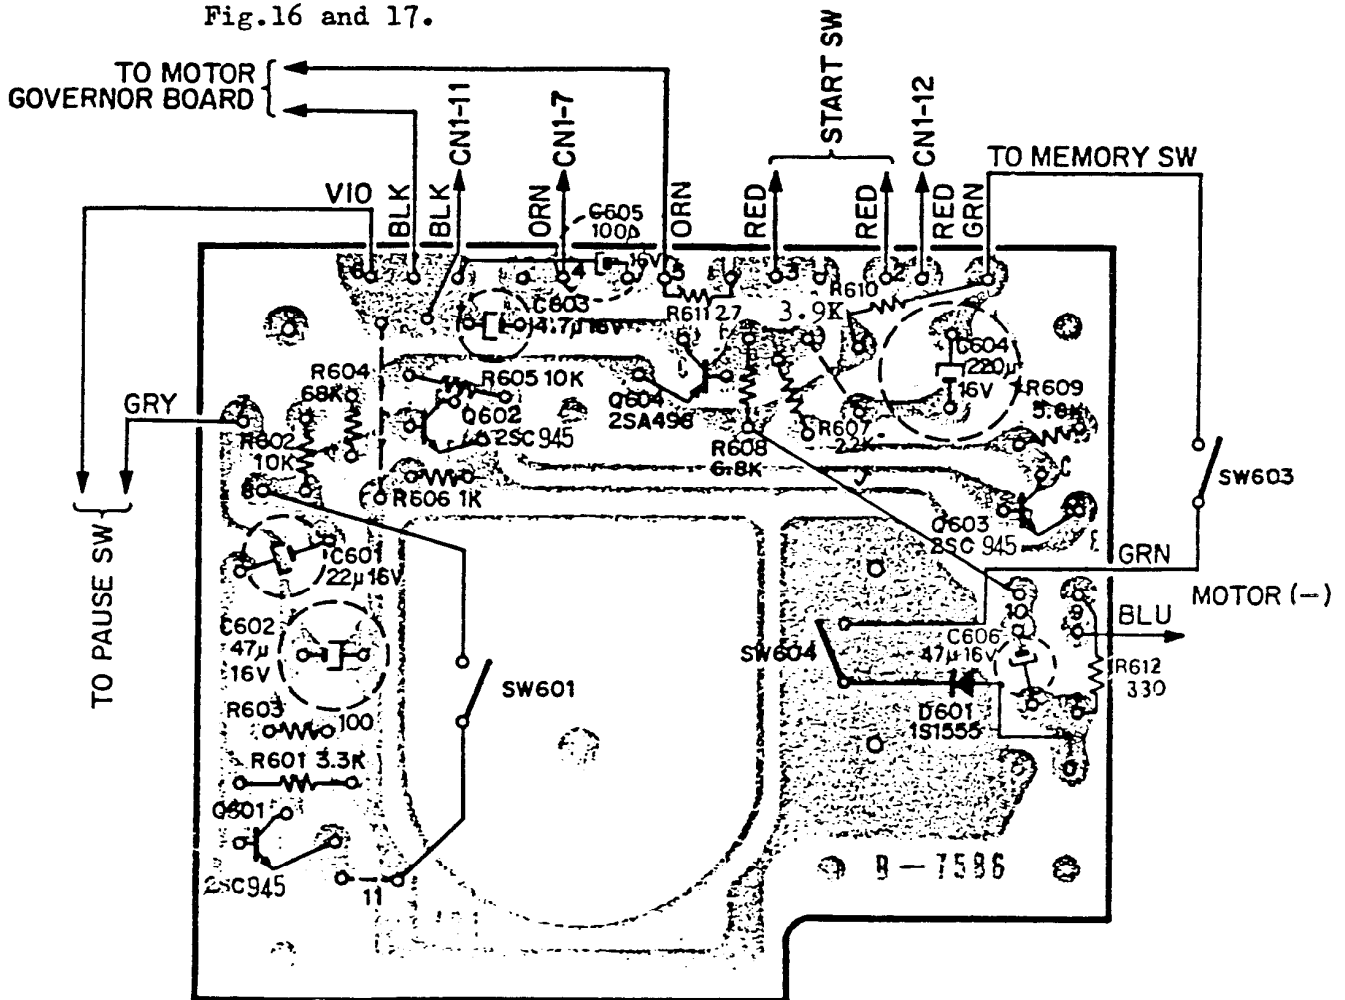 Fig.16 and 17.
TO MOTOR
GOVERNOR BOARD
CN1-11
CN1-7
START SW
CN1-12
TO MEMORY SW
VIO
BLK
BLK
ORN
ORN
RED
RED
RED
GRN
C605
100μ
16V
6
4
5
3
2
C603
4.7μ16V
R611 27
3.9K
R610
C604
220μ
16V
R604
68K
R605 10K
Q604
2SA496
R609
5.6K
GRY
7
Q602
2SC945
R602
10K
R607
22K
R608
6.8K
J
C
SW603
8
R606 1K
Q603
2SC945
E
C601
22μ16V
GRN
TO PAUSE SW
MOTOR (−)
10
9
BLU
C602
47μ
16V
SW604
C606
47μ16V
R612
330
SW601
D601
1S1555
R603
100
R601 3.3K
Q601
2SC945
11
B-7586